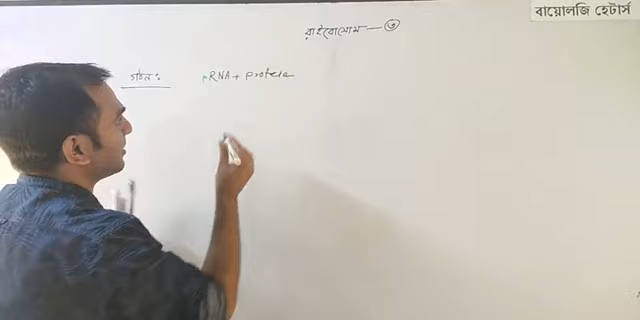 বায়োলজি হেটার্স
রাইবোসোম — ৩
গঠন : rRNA + Protein